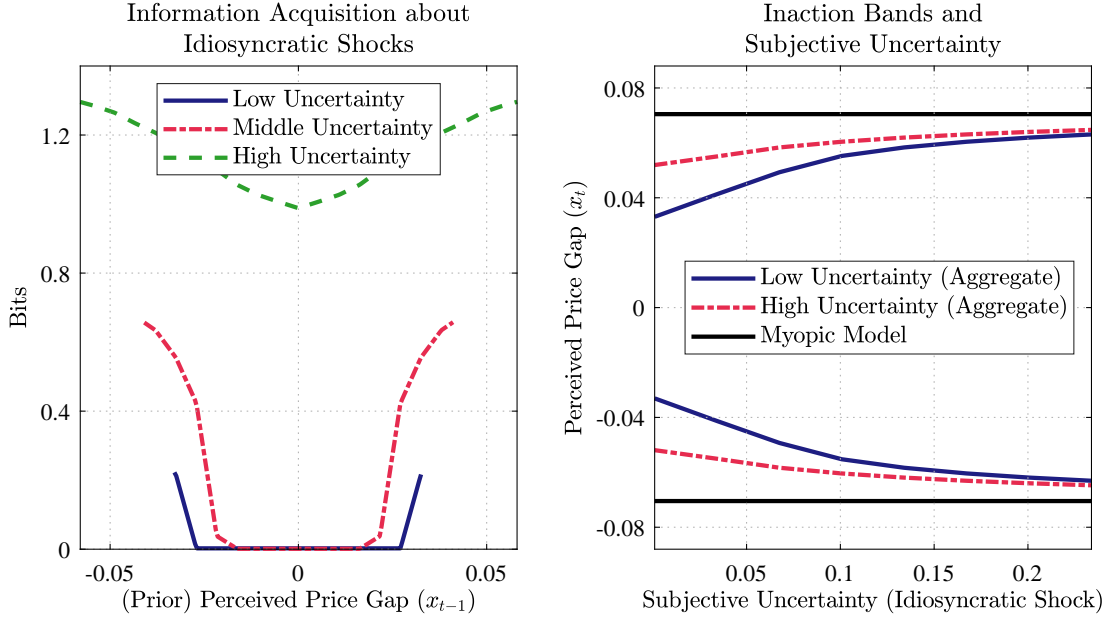 Information Acquisition about
Idiosyncratic Shocks
Low Uncertainty
Middle Uncertainty
High Uncertainty
1.2
0.8
0.4
0
Bits
-0.05
0
0.05
(Prior) Perceived Price Gap (x_{t−1})
Inaction Bands and
Subjective Uncertainty
0.08
0.04
0
-0.04
-0.08
Perceived Price Gap (x_t)
Low Uncertainty (Aggregate)
High Uncertainty (Aggregate)
Myopic Model
0.05
0.1
0.15
0.2
Subjective Uncertainty (Idiosyncratic Shock)